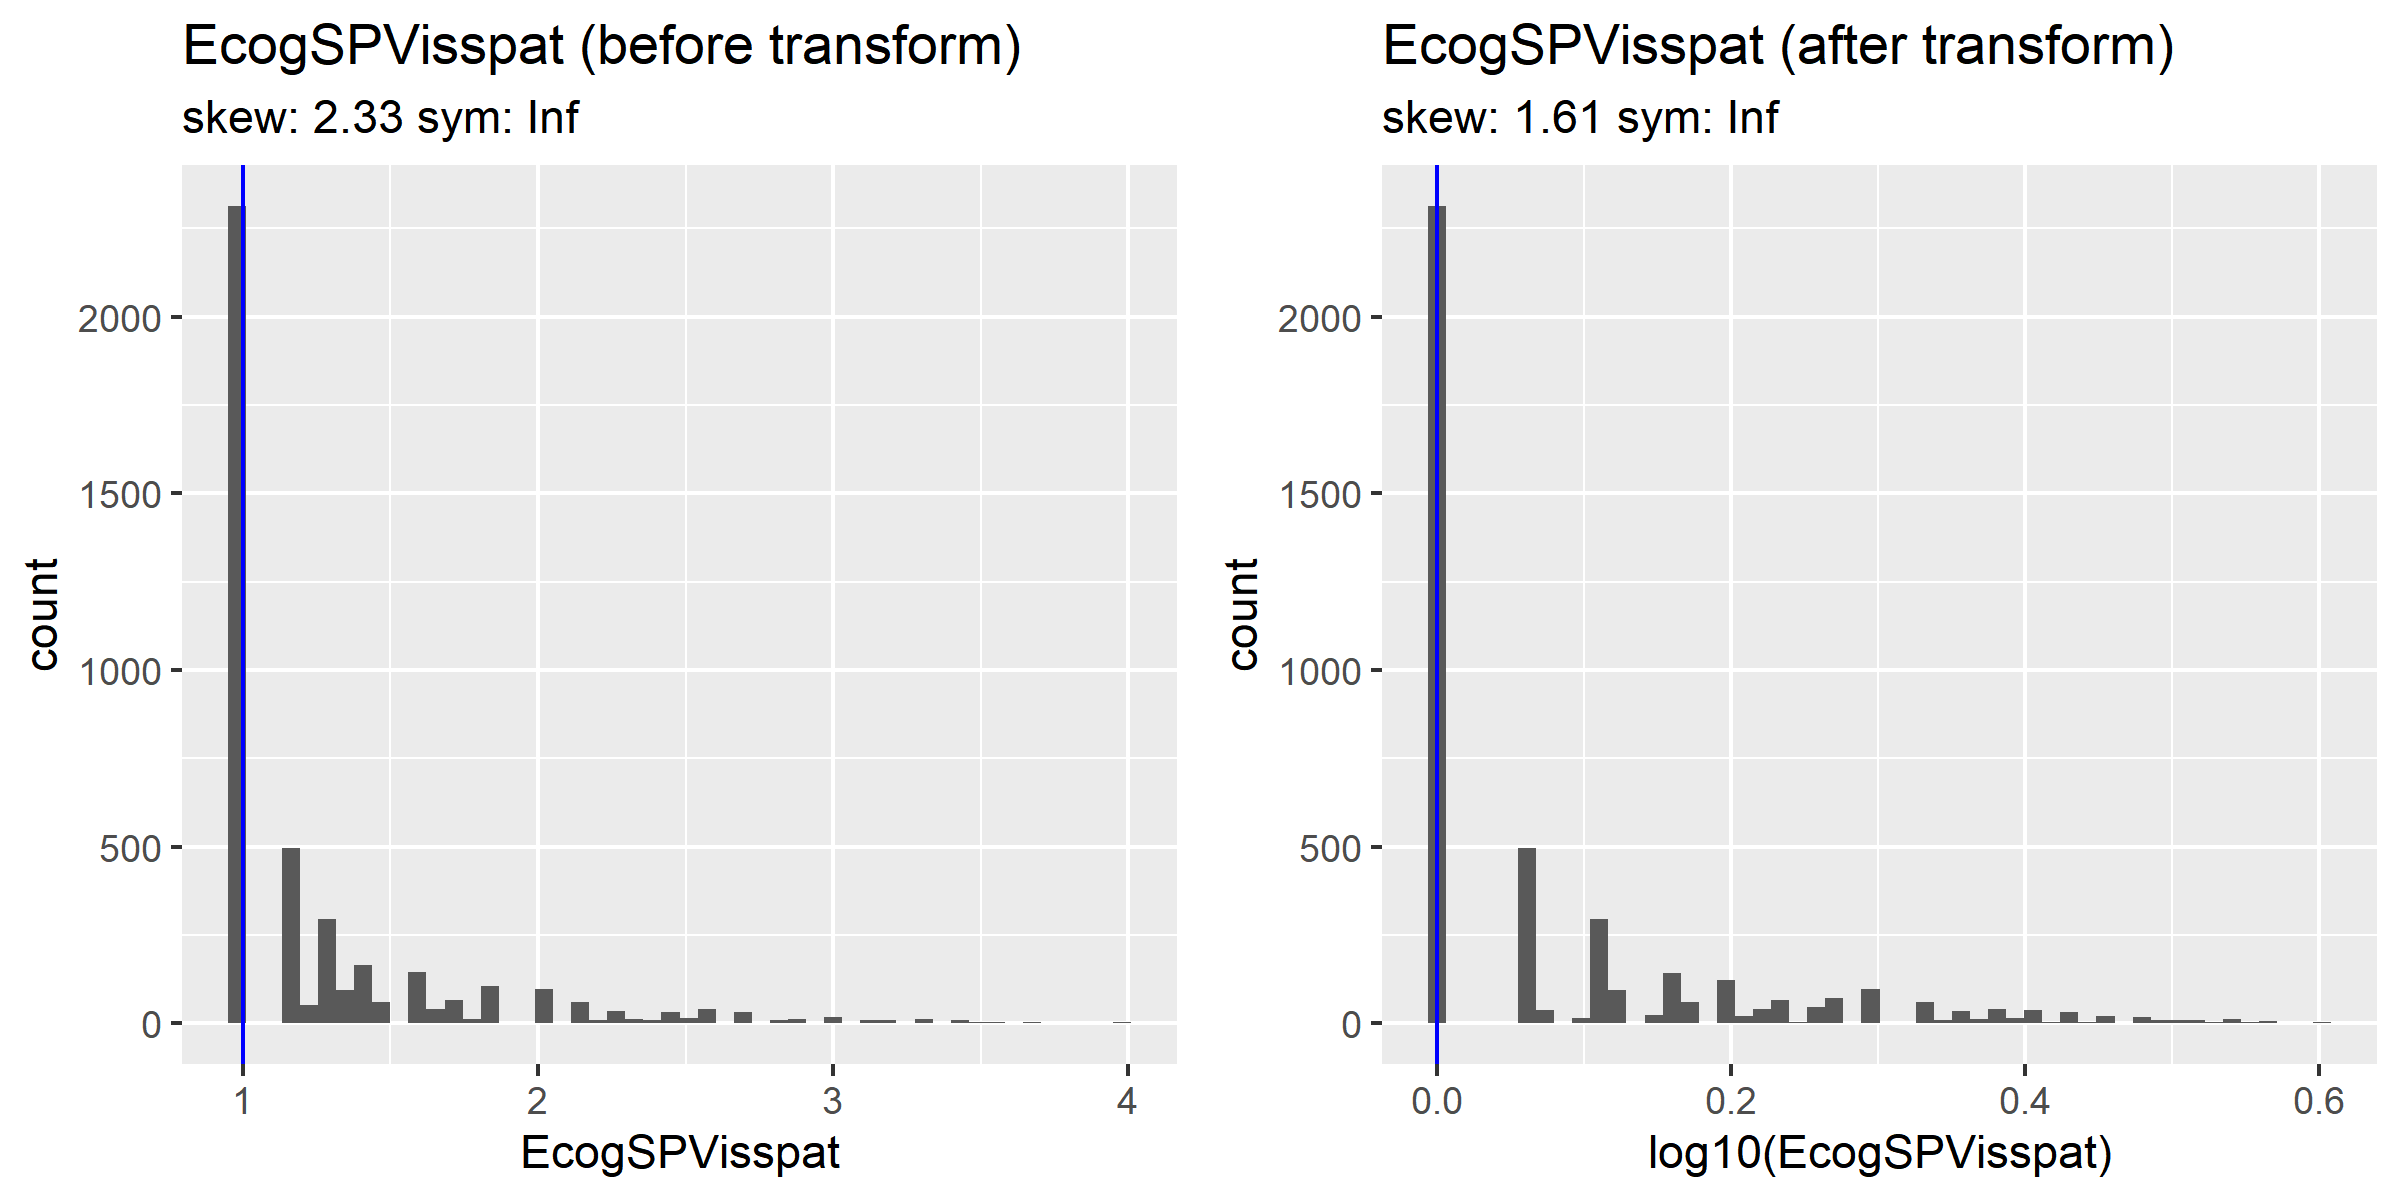 EcogSPVisspat (before transform)
skew: 2.33 sym: Inf
2000
1500
1000
500
0
count
1 2 3 4
EcogSPVisspat
EcogSPVisspat (after transform)
skew: 1.61 sym: Inf
2000
1500
1000
500
0
count
0.0 0.2 0.4 0.6
log10(EcogSPVisspat)